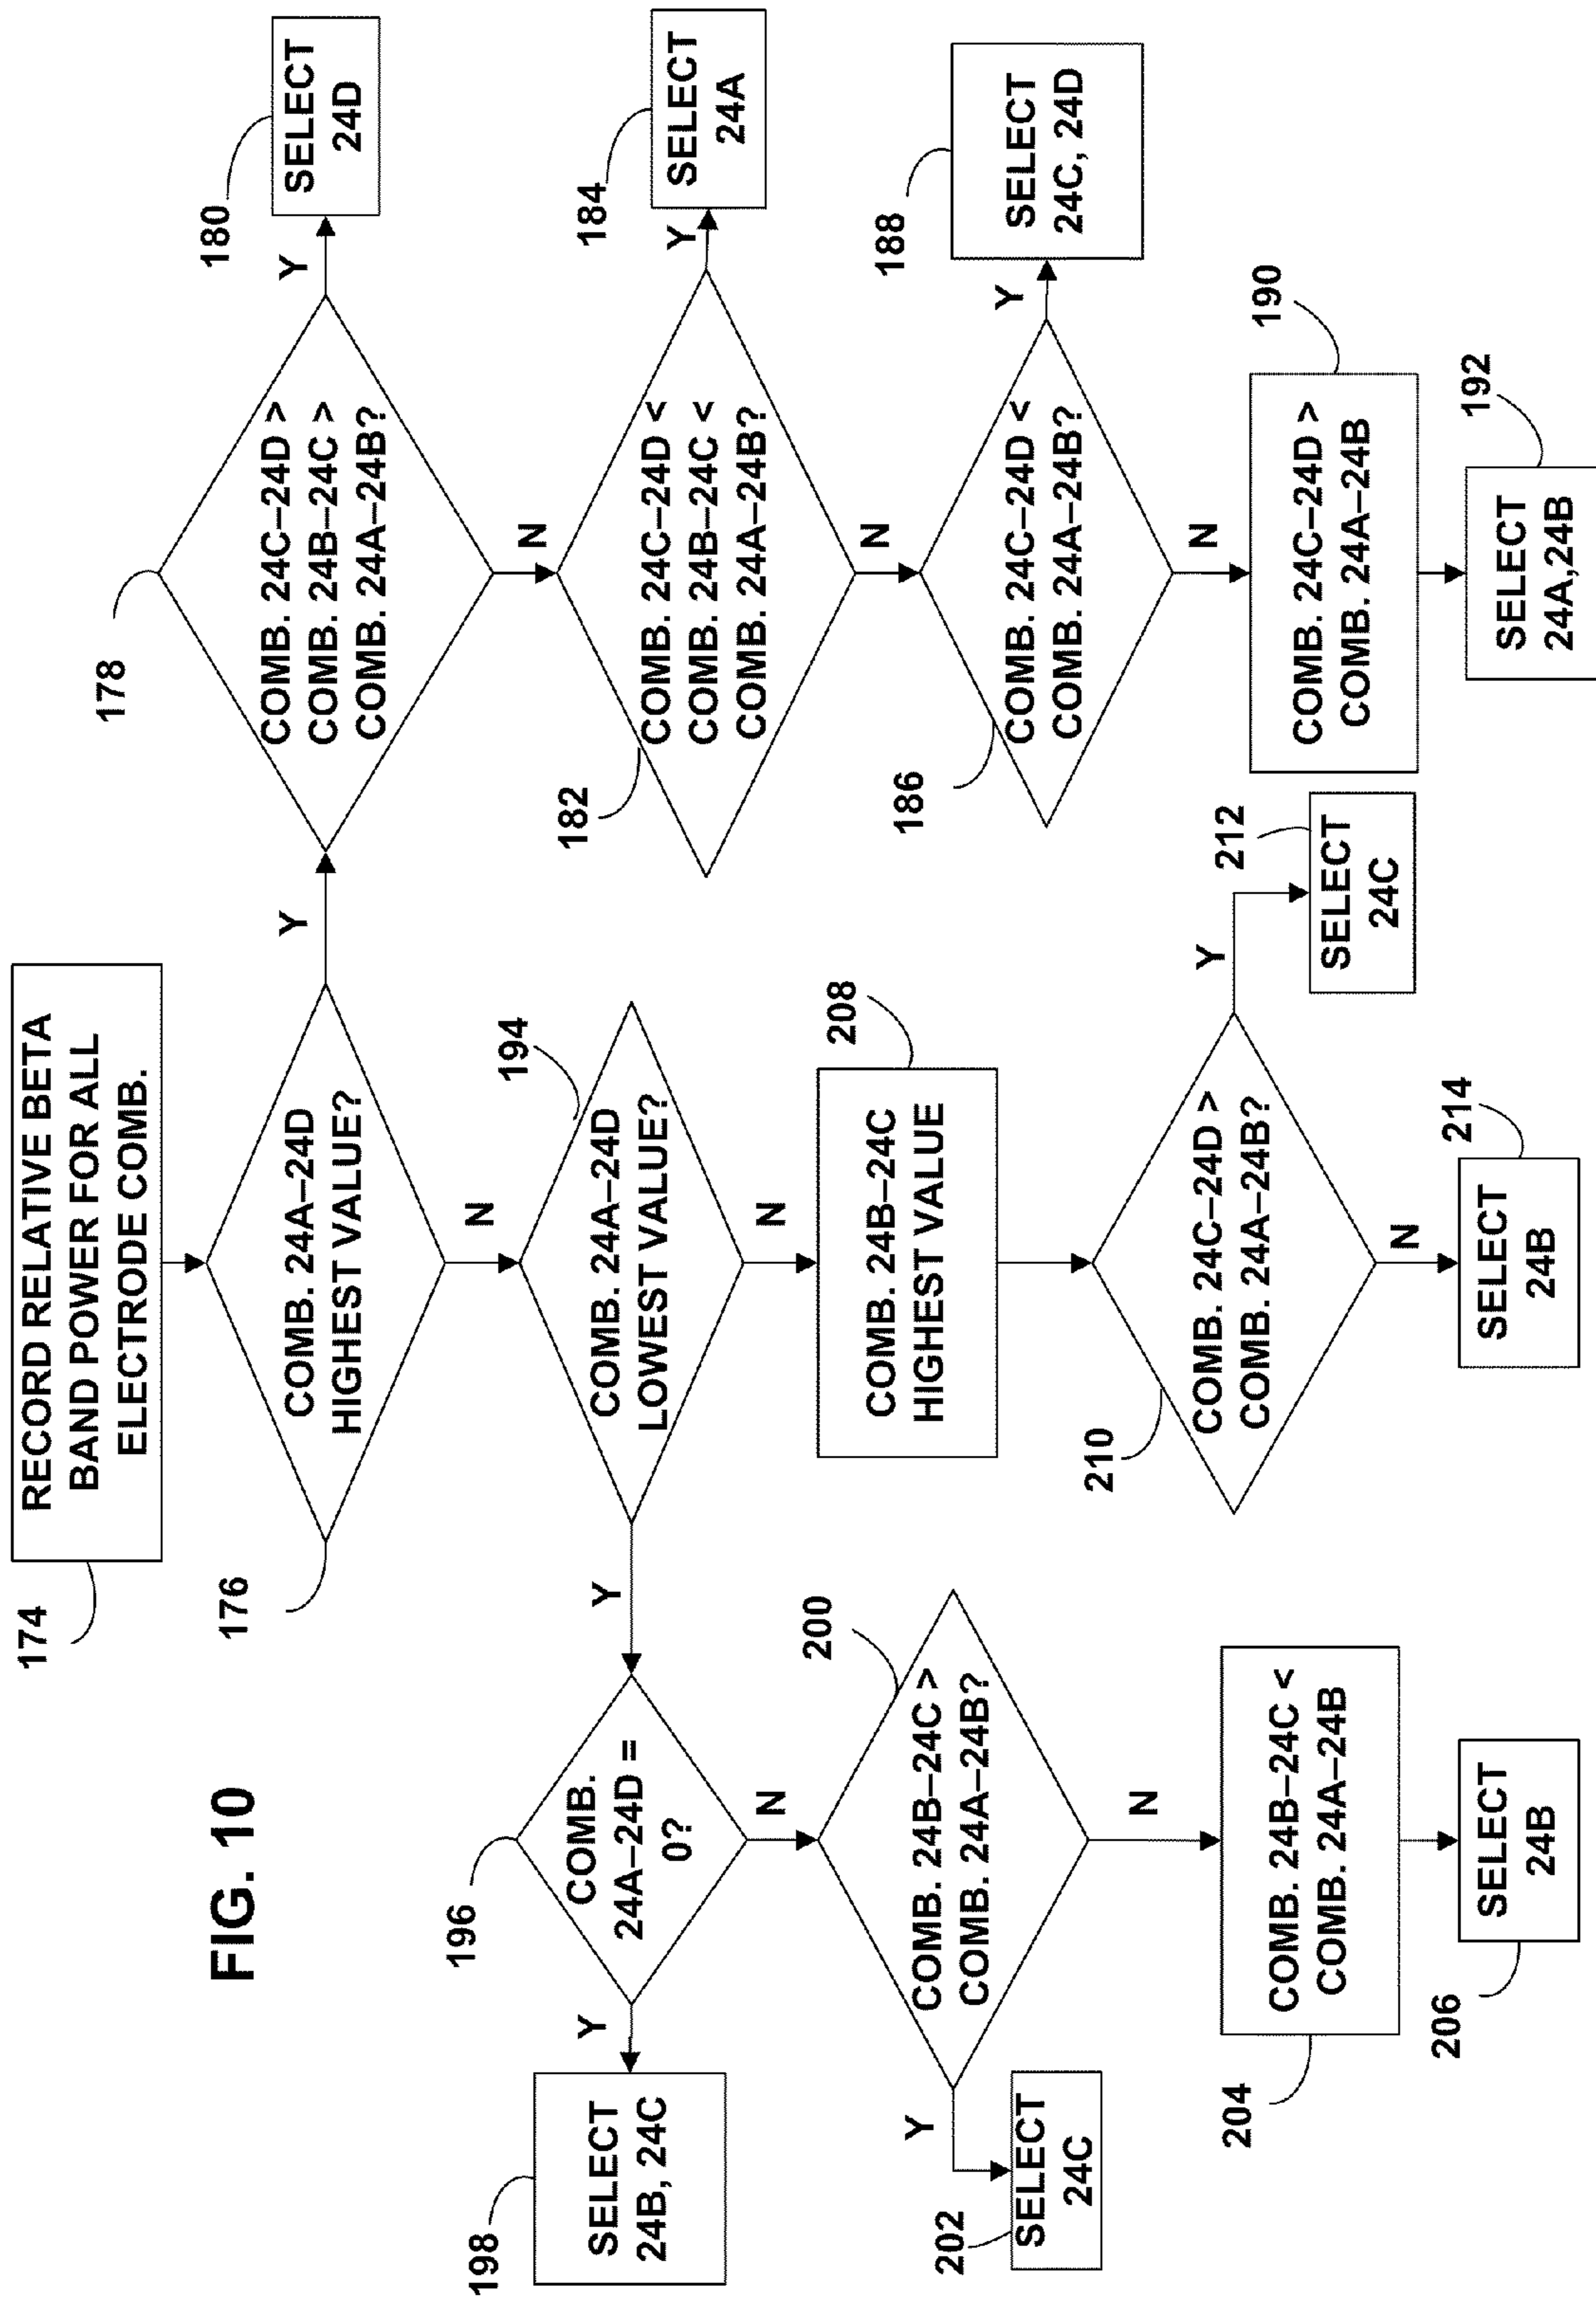 FIG. 10
174
RECORD RELATIVE BETA
BAND POWER FOR ALL
ELECTRODE COMB.
176
COMB. 24A–24D
HIGHEST VALUE?
Y
N
178
COMB. 24C–24D >
COMB. 24B–24C >
COMB. 24A–24B?
Y
180
SELECT
24D
N
182
COMB. 24C–24D <
COMB. 24B–24C <
COMB. 24A–24B?
Y
184
SELECT
24A
N
186
COMB. 24C–24D <
COMB. 24A–24B?
Y
188
SELECT
24C, 24D
N
190
COMB. 24C–24D >
COMB. 24A–24B
192
SELECT
24A,24B
194
COMB. 24A–24D
LOWEST VALUE?
Y
N
196
COMB.
24A–24D =
0?
Y
198
SELECT
24B, 24C
N
200
COMB. 24B–24C >
COMB. 24A–24B?
Y
202
SELECT
24C
N
204
COMB. 24B–24C <
COMB. 24A–24B
206
SELECT
24B
208
COMB. 24B–24C
HIGHEST VALUE
210
COMB. 24C–24D >
COMB. 24A–24B?
Y
212
SELECT
24C
N
214
SELECT
24B